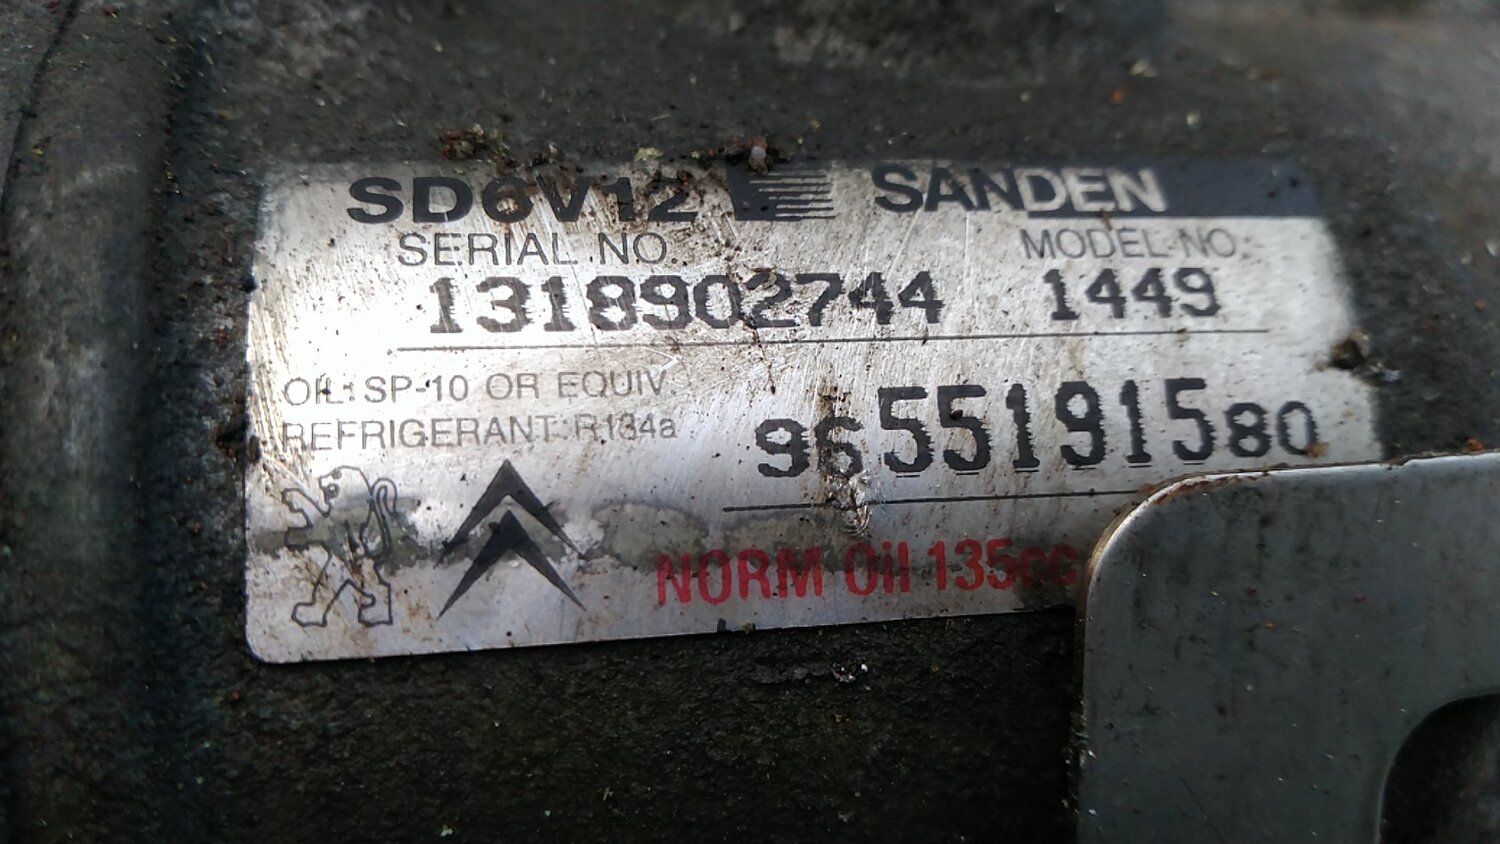 SD6V12 SANDEN
SERIAL NO. MODEL NO.
1318902744 1449
OIL: SP-10 OR EQUIV.
REFRIGERANT: R134a
9655191580
NORM Oil 135cc